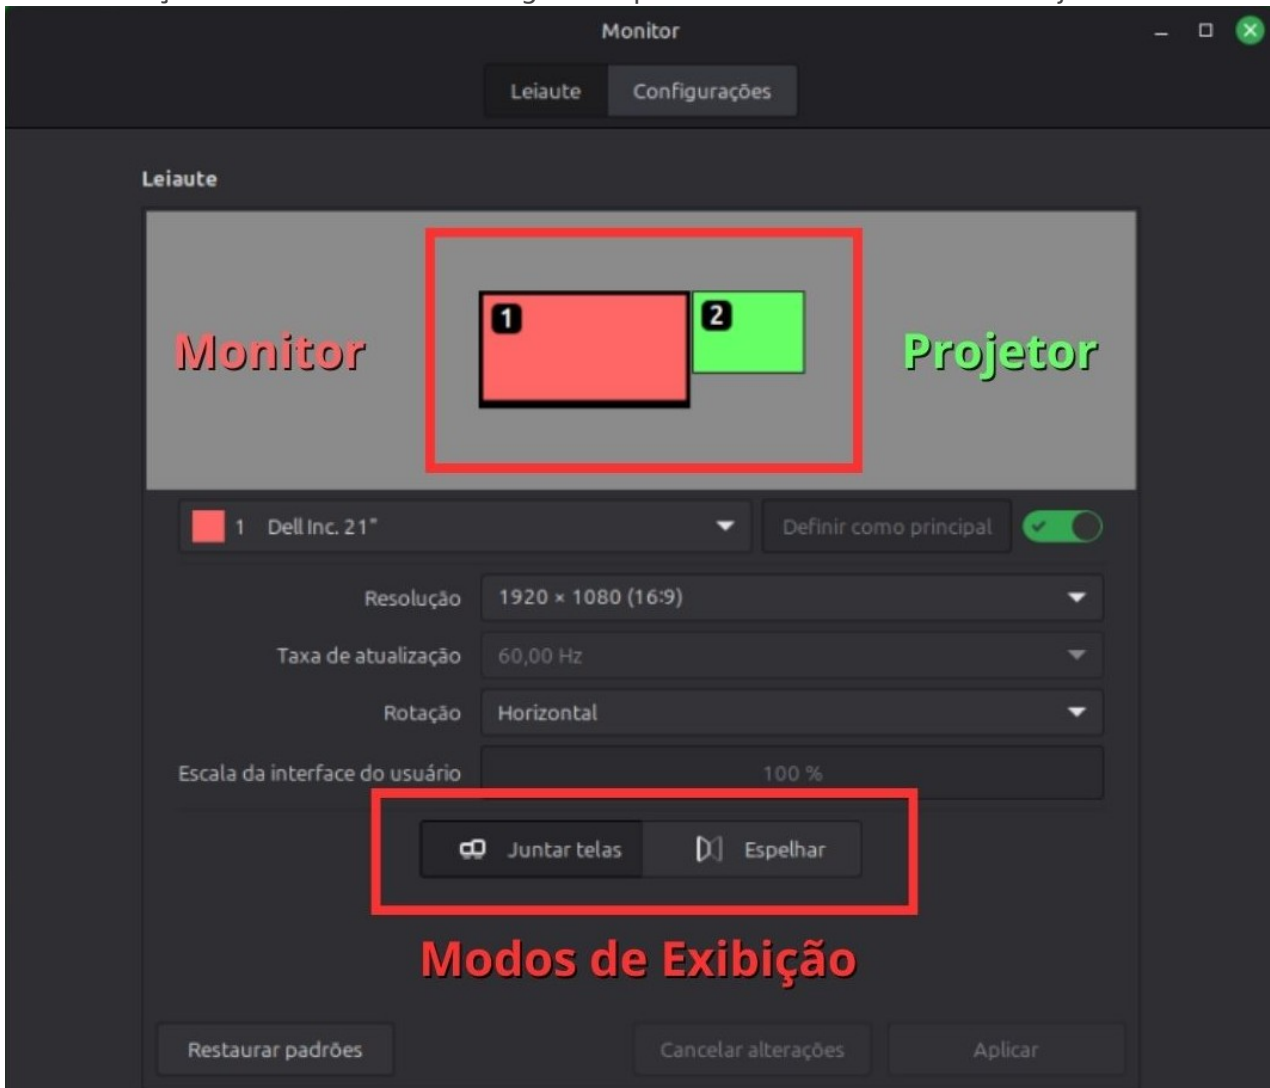 Monitor
Leiaute Configurações
Leiaute
1 2
Monitor Projetor
1 Dell Inc. 21" Definir como principal
Resolução 1920 × 1080 (16:9)
Taxa de atualização 60,00 Hz
Rotação Horizontal
Escala da interface do usuário 100 %
Juntar telas Espelhar
Modos de Exibição
Restaurar padrões Cancelar alterações Aplicar